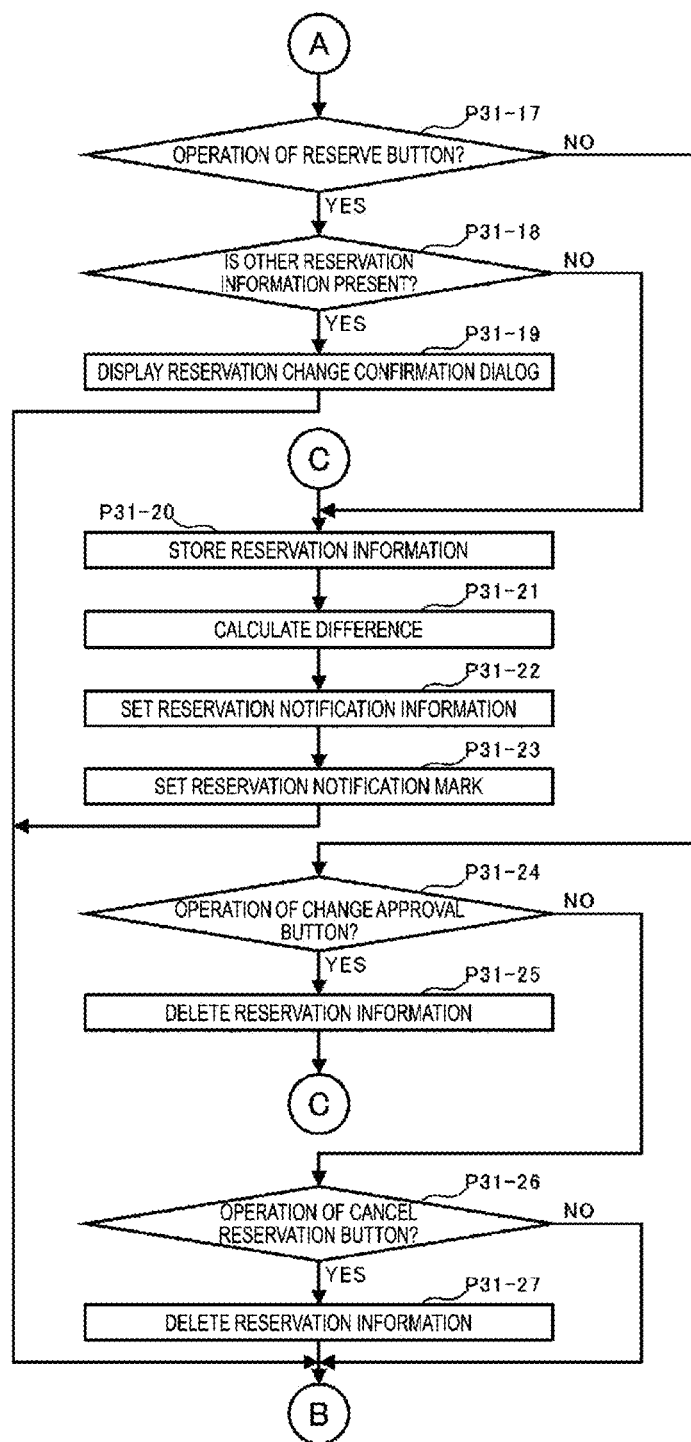 A
P31-17
OPERATION OF RESERVE BUTTON?
NO
YES
P31-18
IS OTHER RESERVATION
INFORMATION PRESENT?
NO
YES
P31-19
DISPLAY RESERVATION CHANGE CONFIRMATION DIALOG
C
P31-20
STORE RESERVATION INFORMATION
P31-21
CALCULATE DIFFERENCE
P31-22
SET RESERVATION NOTIFICATION INFORMATION
P31-23
SET RESERVATION NOTIFICATION MARK
P31-24
OPERATION OF CHANGE APPROVAL
BUTTON?
NO
YES
P31-25
DELETE RESERVATION INFORMATION
C
P31-26
OPERATION OF CANCEL
RESERVATION BUTTON?
NO
YES
P31-27
DELETE RESERVATION INFORMATION
B